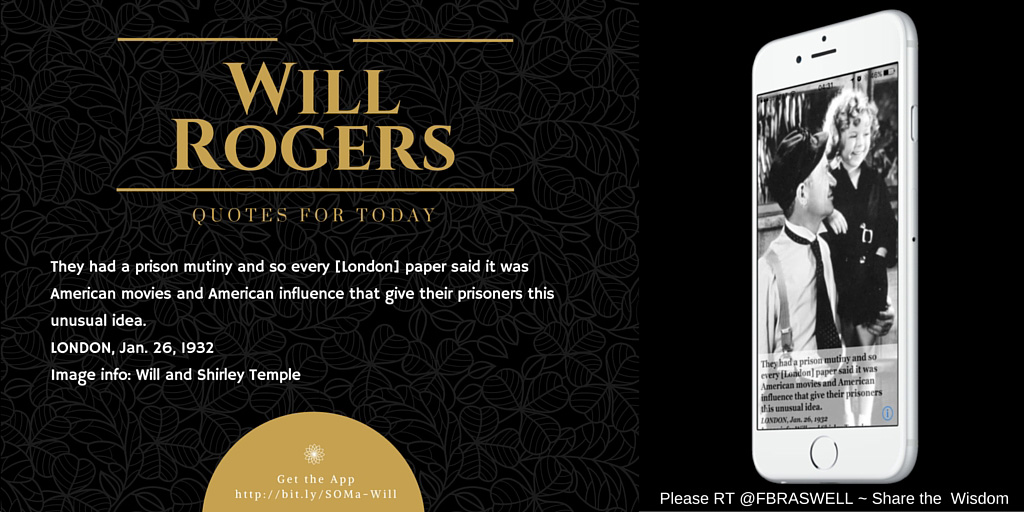 WILL
ROGERS
QUOTES FOR TODAY
They had a prison mutiny and so every [London] paper said it was
American movies and American influence that give their prisoners this
unusual idea.
LONDON, Jan. 26, 1932
Image info: Will and Shirley Temple
Get the App
http://bit.ly/SOMa-Will
46%
They had a prison mutiny and so
every [London] paper said it was
American movies and American
influence that give their prisoners
this unusual idea.
LONDON, Jan. 26, 1932
Please RT @FBRASWELL ~ Share the Wisdom